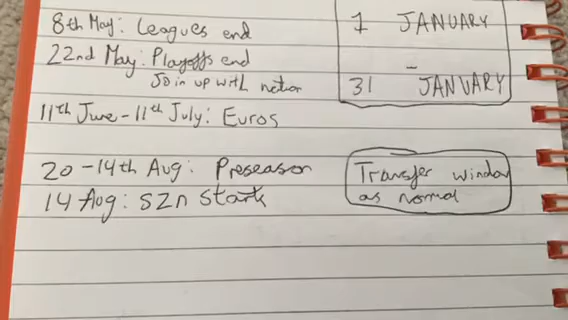 8th May: Leagues end
22nd May: Playoffs end
Join up with nation
11th June - 11th July: Euros
20 - 14th Aug: Preseason
14 Aug: SZn starts
1 JANUARY
-
31 JANUARY
Transfer window
as normal